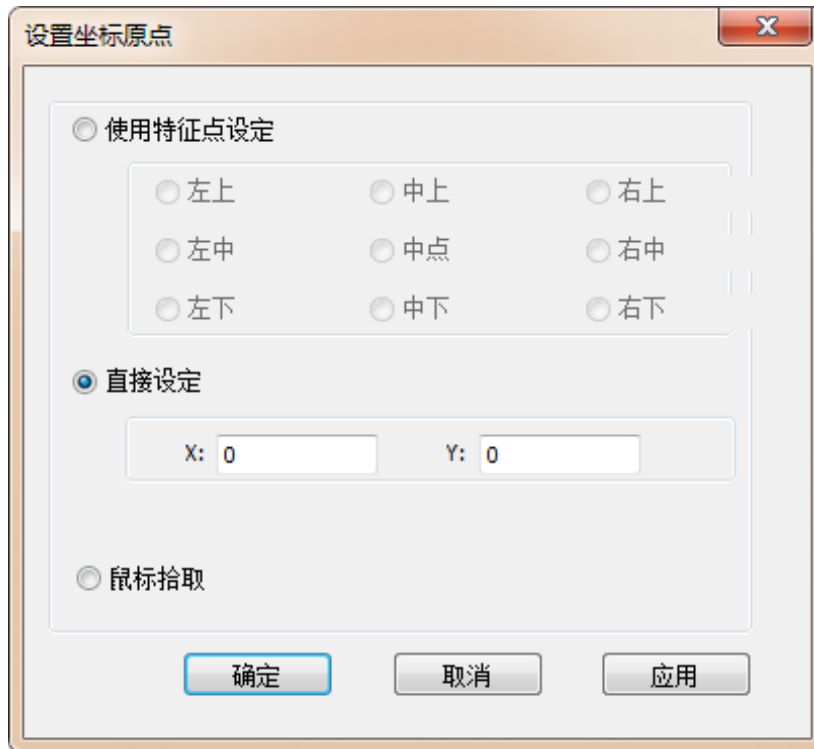 设置坐标原点
使用特征点设定
左上 中上 右上
左中 中点 右中
左下 中下 右下
直接设定
X: 0 Y: 0
鼠标拾取
确定 取消 应用